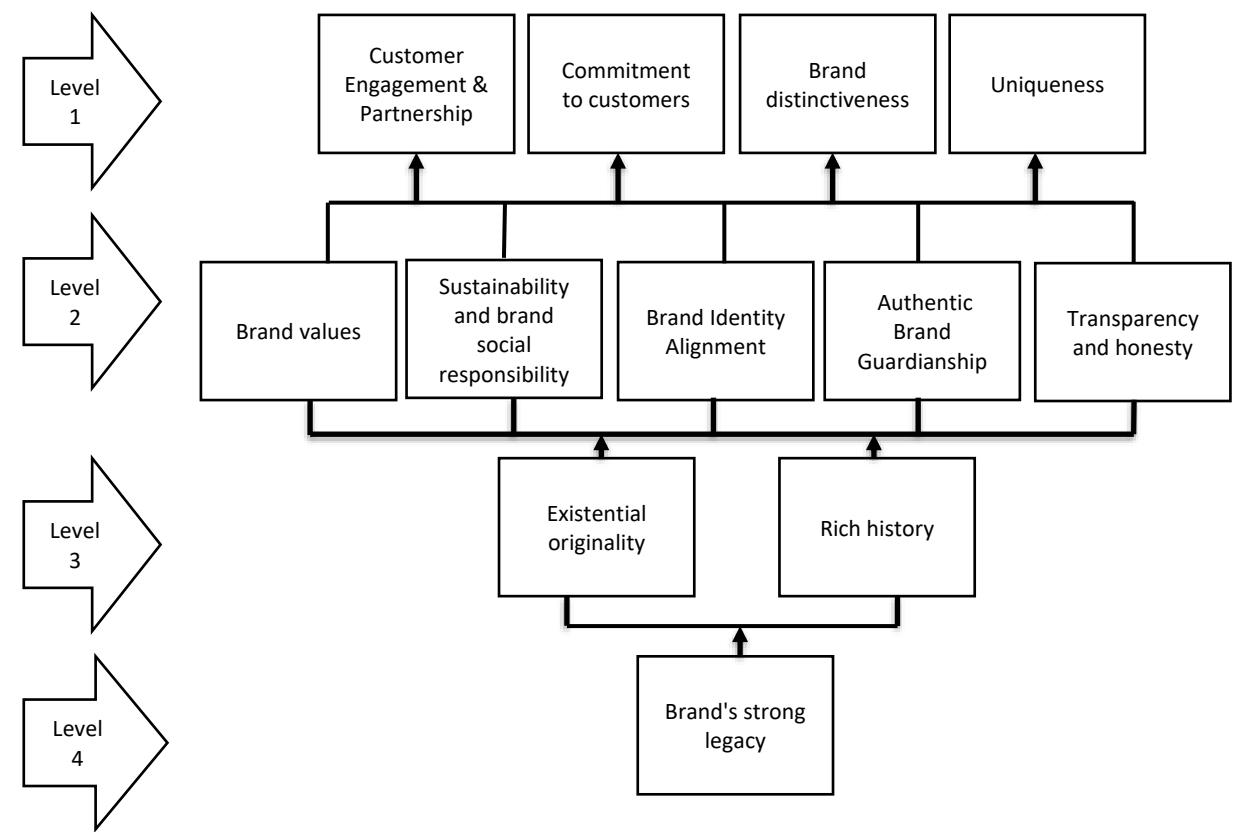 Level
1
Customer
Engagement &
Partnership
Commitment
to customers
Brand
distinctiveness
Uniqueness
Level
2
Brand values
Sustainability
and brand
social
responsibility
Brand Identity
Alignment
Authentic
Brand
Guardianship
Transparency
and honesty
Level
3
Existential
originality
Rich history
Level
4
Brand's strong
legacy